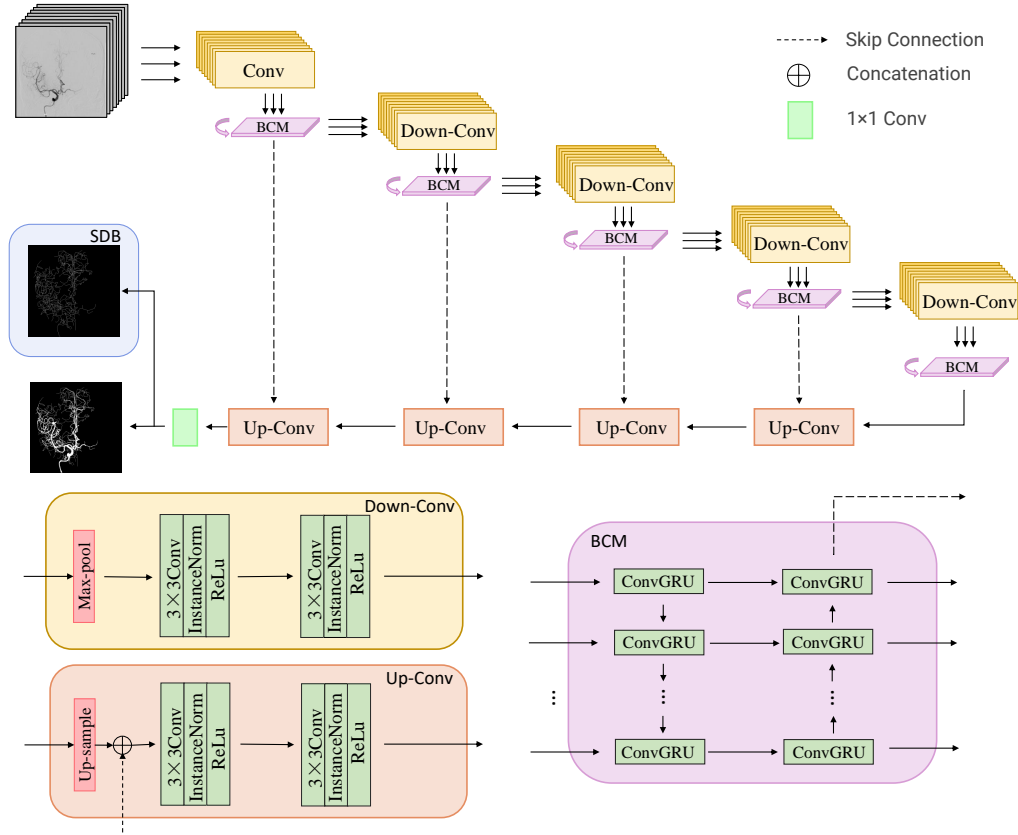 Skip Connection
Concatenation
1×1 Conv
Conv
BCM
Down-Conv
BCM
Down-Conv
BCM
Down-Conv
BCM
Down-Conv
BCM
SDB
Up-Conv
Up-Conv
Up-Conv
Up-Conv
Down-Conv
Max-pool
3×3Conv
InstanceNorm
ReLu
3×3Conv
InstanceNorm
ReLu
Up-Conv
Up-sample
3×3Conv
InstanceNorm
ReLu
3×3Conv
InstanceNorm
ReLu
BCM
ConvGRU
ConvGRU
ConvGRU
ConvGRU
...
...
...
ConvGRU
ConvGRU